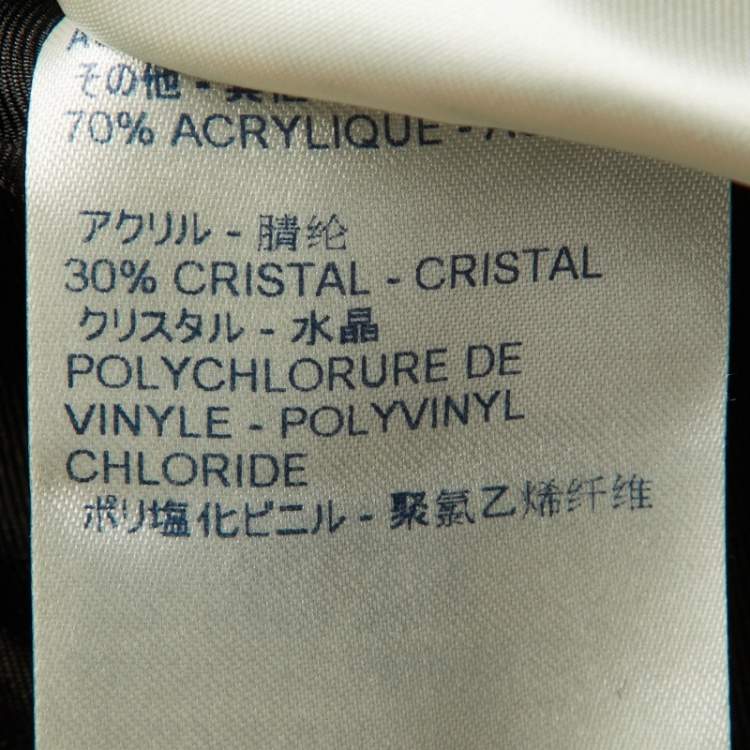 その他 -
70% ACRYLIQUE -
アクリル - 腈纶
30% CRISTAL - CRISTAL
クリスタル - 水晶
POLYCHLORURE DE
VINYLE - POLYVINYL
CHLORIDE
ポリ塩化ビニル - 聚氯乙烯纤维